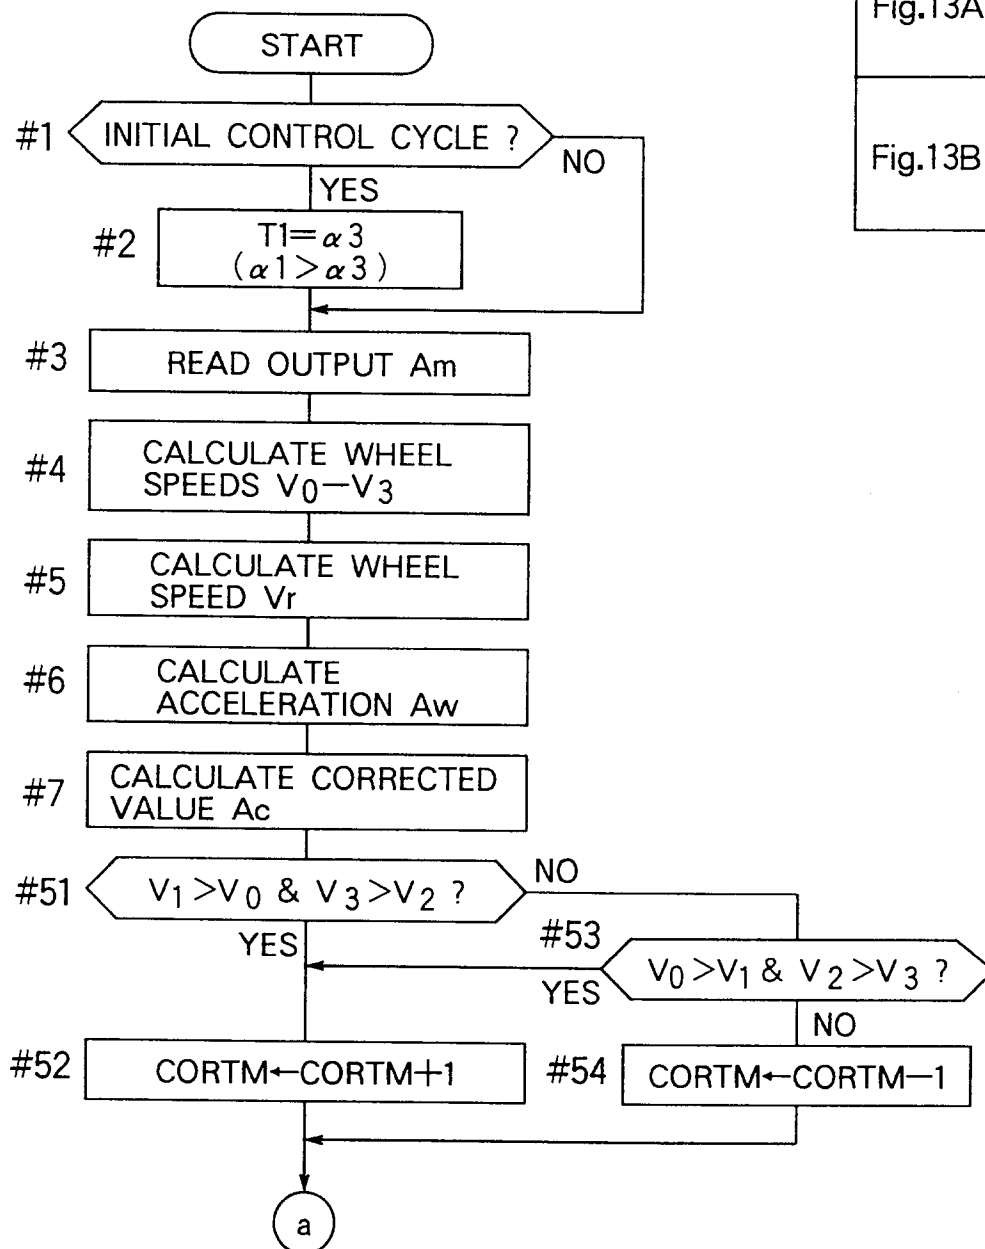 START
Fig.13A
#1
INITIAL CONTROL CYCLE ?
NO
Fig.13B
YES
#2
T1=α3
(α1>α3)
#3
READ OUTPUT Am
#4
CALCULATE WHEEL
SPEEDS V0−V3
#5
CALCULATE WHEEL
SPEED Vr
#6
CALCULATE
ACCELERATION Aw
#7
CALCULATE CORRECTED
VALUE Ac
#51
V1>V0 & V3>V2 ?
NO
YES
#53
V0>V1 & V2>V3 ?
YES
NO
#52
CORTM←CORTM+1
#54
CORTM←CORTM−1
a